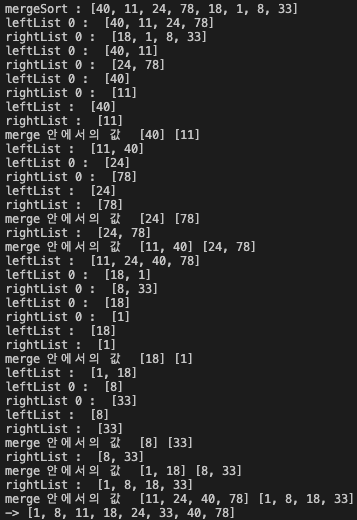 mergeSort : [40, 11, 24, 78, 18, 1, 8, 33]
leftList 0 :  [40, 11, 24, 78]
rightList 0 :  [18, 1, 8, 33]
leftList 0 :  [40, 11]
rightList 0 :  [24, 78]
leftList 0 :  [40]
rightList 0 :  [11]
leftList :  [40]
rightList :  [11]
merge 안에서의 값  [40] [11]
leftList :  [11, 40]
leftList 0 :  [24]
rightList 0 :  [78]
leftList :  [24]
rightList :  [78]
merge 안에서의 값  [24] [78]
rightList :  [24, 78]
merge 안에서의 값  [11, 40] [24, 78]
leftList :  [11, 24, 40, 78]
leftList 0 :  [18, 1]
rightList 0 :  [8, 33]
leftList 0 :  [18]
rightList 0 :  [1]
leftList :  [18]
rightList :  [1]
merge 안에서의 값  [18] [1]
leftList :  [1, 18]
leftList 0 :  [8]
rightList 0 :  [33]
leftList :  [8]
rightList :  [33]
merge 안에서의 값  [8] [33]
rightList :  [8, 33]
merge 안에서의 값  [1, 18] [8, 33]
rightList :  [1, 8, 18, 33]
merge 안에서의 값  [11, 24, 40, 78] [1, 8, 18, 33]
-> [1, 8, 11, 18, 24, 33, 40, 78]